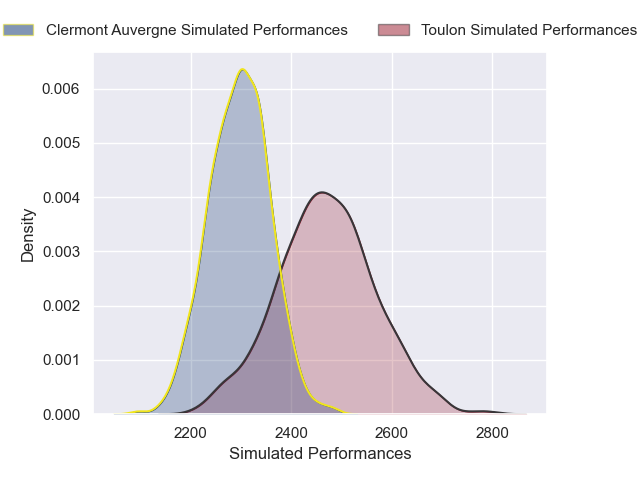 Clermont Auvergne Simulated Performances
Toulon Simulated Performances
0.006
0.005
0.004
0.003
0.002
0.001
0.000
Density
2200
2400
2600
2800
Simulated Performances